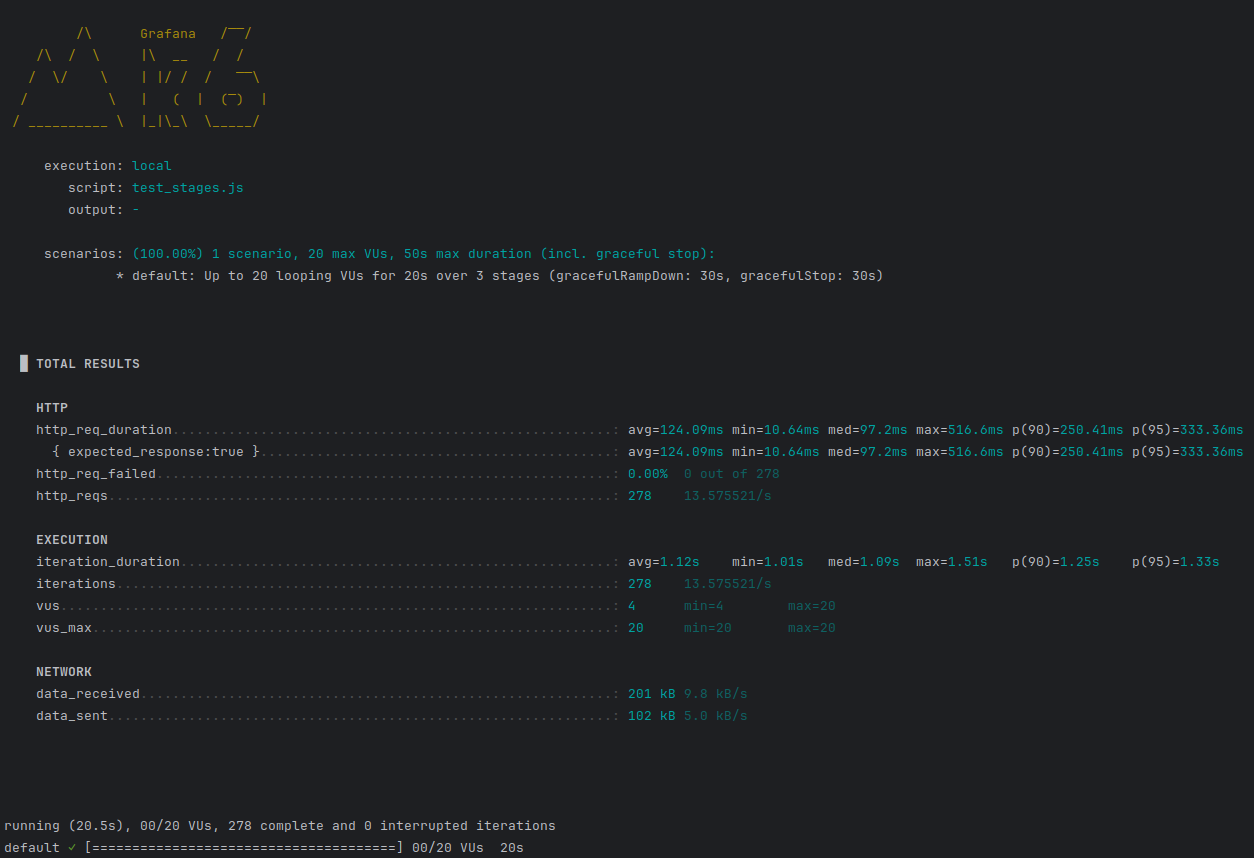 /\      Grafana   /‾‾/
    /\  /  \     |\  __   /  /
   /  \/    \    | |/ /  /   ‾‾\
  /          \   |   (  |  (‾)  |
 / __________ \  |_|\_\  \_____/
execution: local
script: test_stages.js
output: -
scenarios: (100.00%) 1 scenario, 20 max VUs, 50s max duration (incl. graceful stop):
* default: Up to 20 looping VUs for 20s over 3 stages (gracefulRampDown: 30s, gracefulStop: 30s)
█ TOTAL RESULTS
HTTP
http_req_duration.......................................................: avg=124.09ms min=10.64ms med=97.2ms max=516.6ms p(90)=250.41ms p(95)=333.36ms
{ expected_response:true }............................................: avg=124.09ms min=10.64ms med=97.2ms max=516.6ms p(90)=250.41ms p(95)=333.36ms
http_req_failed.........................................................: 0.00% 0 out of 278
http_reqs...............................................................: 278 13.575521/s
EXECUTION
iteration_duration......................................................: avg=1.12s min=1.01s med=1.09s max=1.51s p(90)=1.25s p(95)=1.33s
iterations..............................................................: 278 13.575521/s
vus.....................................................................: 4 min=4 max=20
vus_max.................................................................: 20 min=20 max=20
NETWORK
data_received...........................................................: 201 kB 9.8 kB/s
data_sent...............................................................: 102 kB 5.0 kB/s
running (20.5s), 00/20 VUs, 278 complete and 0 interrupted iterations
default ✓ [======================================] 00/20 VUs 20s